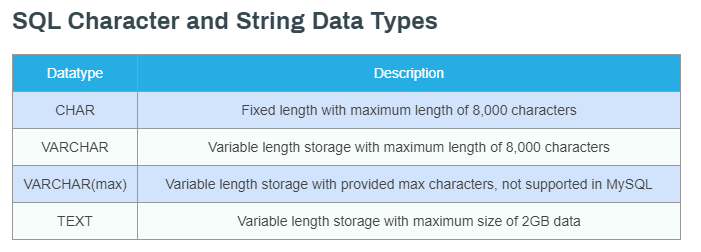 SQL Character and String Data Types
Datatype Description
CHAR Fixed length with maximum length of 8,000 characters
VARCHAR Variable length storage with maximum length of 8,000 characters
VARCHAR(max) Variable length storage with provided max characters, not supported in MySQL
TEXT Variable length storage with maximum size of 2GB data